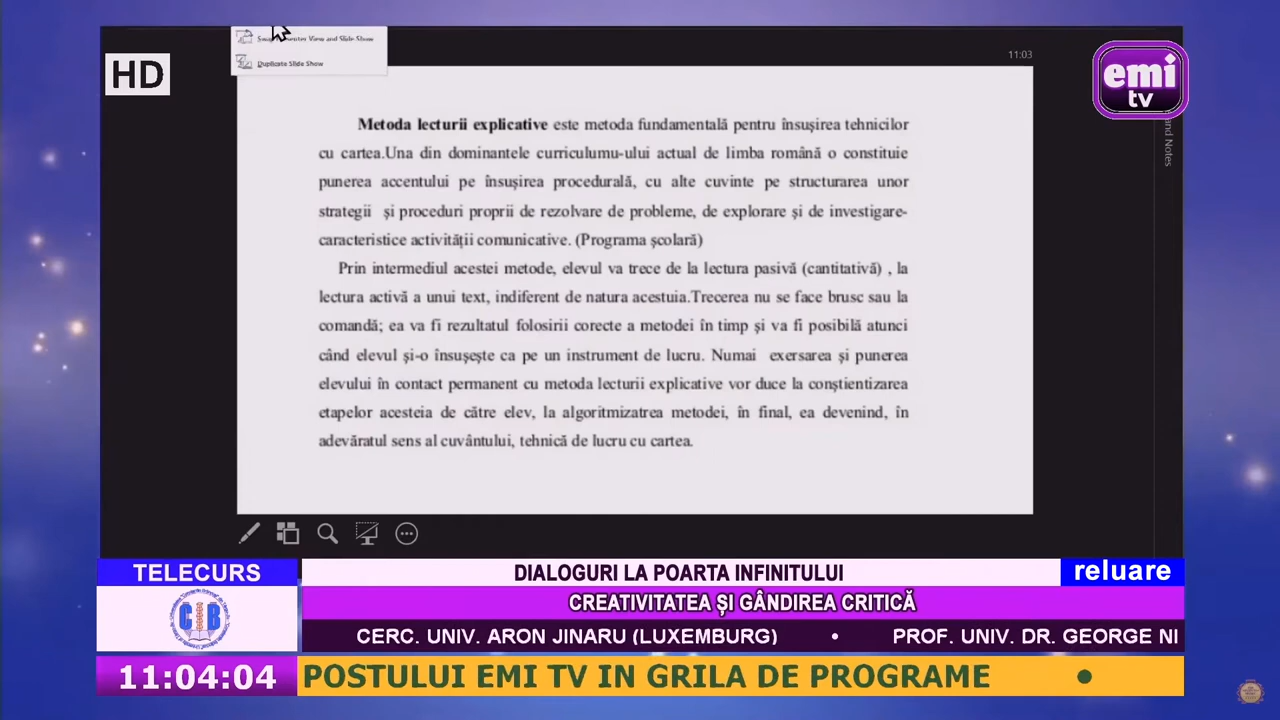 Duplicate Slide Show
11:03
HD
emi
tv
and Notes
Metoda lecturii explicative este metoda fundamentală pentru însușirea tehnicilor
cu cartea.Una din dominantele curriculumu-ului actual de limba română o constituie
punerea accentului pe însușirea procedurală, cu alte cuvinte pe structurarea unor
strategii și proceduri proprii de rezolvare de probleme, de explorare și de investigare-
caracteristice activității comunicative. (Programa școlară)
Prin intermediul acestei metode, elevul va trece de la lectura pasivă (cantitativă) , la
lectura activă a unui text, indiferent de natura acestuia.Trecerea nu se face brusc sau la
comandă; ea va fi rezultatul folosirii corecte a metodei în timp și va fi posibilă atunci
când elevul și-o însușește ca pe un instrument de lucru. Numai exersarea și punerea
elevului în contact permanent cu metoda lecturii explicative vor duce la conștientizarea
etapelor acesteia de către elev, la algoritmizatrea metodei, în final, ea devenind, în
adevăratul sens al cuvântului, tehnică de lucru cu cartea.
TELECURS
DIALOGURI LA POARTA INFINITULUI
reluare
CREATIVITATEA ȘI GÂNDIREA CRITICĂ
CERC. UNIV. ARON JINARU (LUXEMBURG) • PROF. UNIV. DR. GEORGE NI
11:04:04
POSTULUI EMI TV IN GRILA DE PROGRAME •